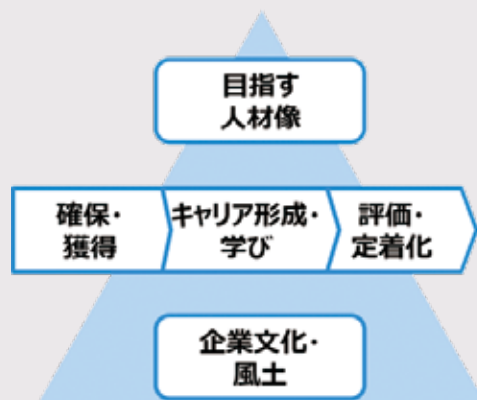 目指す
人材像
確保・
獲得
キャリア形成・
学び
評価・
定着化
企業文化・
風土